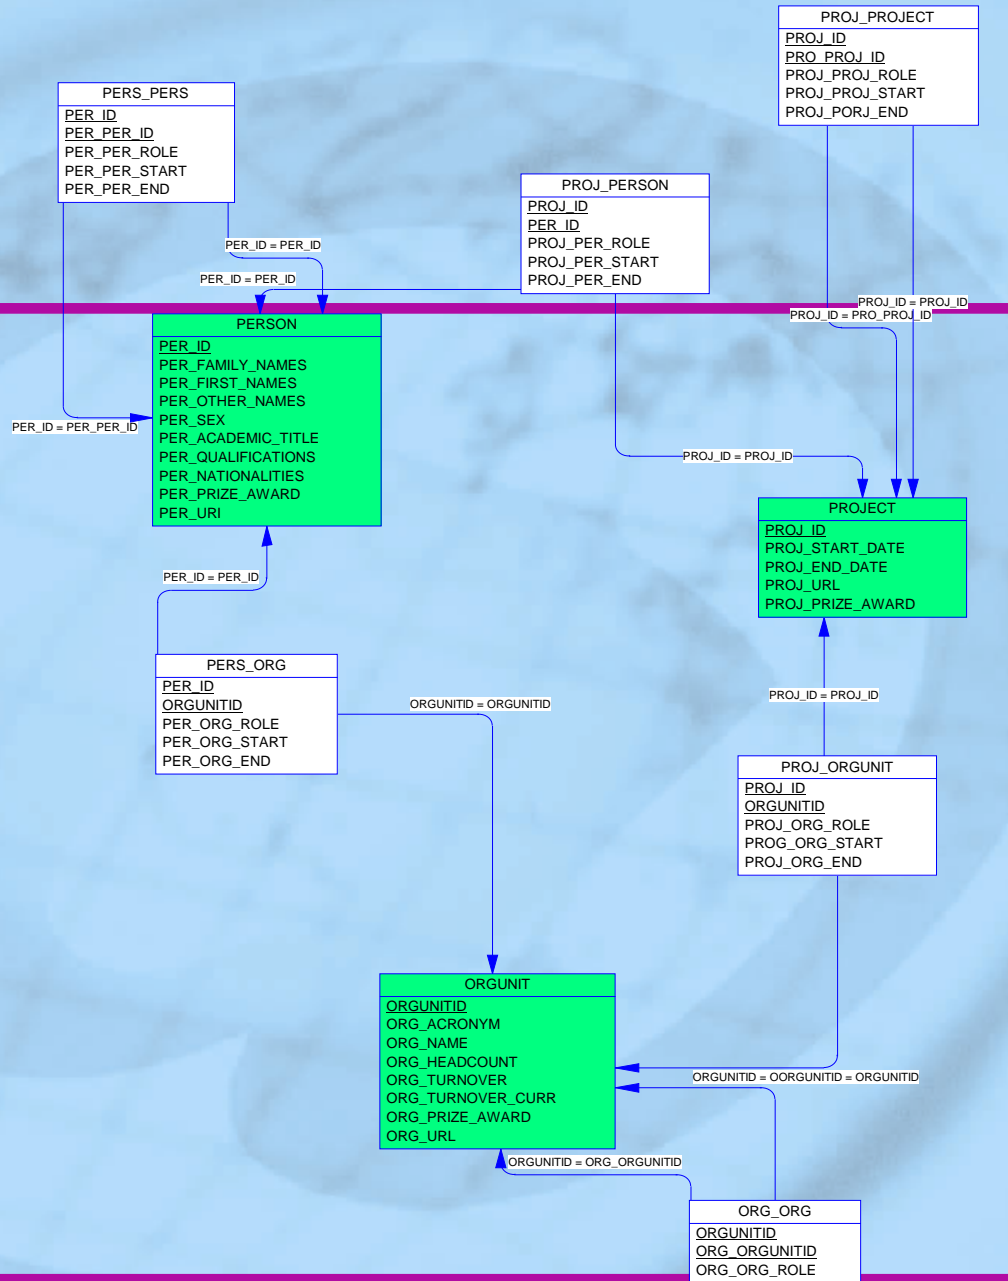 PROJ_PROJECT
PROJ_ID
PRO_PROJ_ID
PROJ_PROJ_ROLE
PROJ_PROJ_START
PROJ_PORJ_END
PERS_PERS
PER_ID
PER_PER_ID
PER_PER_ROLE
PER_PER_START
PER_PER_END
PROJ_PERSON
PROJ_ID
PER_ID
PROJ_PER_ROLE
PROJ_PER_START
PROJ_PER_END
PER_ID = PER_ID
PER_ID = PER_ID
PROJ_ID = PROJ_ID
PROJ_ID = PRO_PROJ_ID
PERSON
PER_ID
PER_FAMILY_NAMES
PER_FIRST_NAMES
PER_OTHER_NAMES
PER_SEX
PER_ACADEMIC_TITLE
PER_QUALIFICATIONS
PER_NATIONALITIES
PER_PRIZE_AWARD
PER_URI
PER_ID = PER_PER_ID
PROJ_ID = PROJ_ID
PROJECT
PROJ_ID
PROJ_START_DATE
PROJ_END_DATE
PROJ_URL
PROJ_PRIZE_AWARD
PER_ID = PER_ID
PERS_ORG
PER_ID
ORGUNITID
PER_ORG_ROLE
PER_ORG_START
PER_ORG_END
ORGUNITID = ORGUNITID
PROJ_ID = PROJ_ID
PROJ_ORGUNIT
PROJ_ID
ORGUNITID
PROJ_ORG_ROLE
PROG_ORG_START
PROJ_ORG_END
ORGUNIT
ORGUNITID
ORG_ACRONYM
ORG_NAME
ORG_HEADCOUNT
ORG_TURNOVER
ORG_TURNOVER_CURR
ORG_PRIZE_AWARD
ORG_URL
ORGUNITID = OORGUNITID = ORGUNITID
ORGUNITID = ORG_ORGUNITID
ORG_ORG
ORGUNITID
ORG_ORGUNITID
ORG_ORG_ROLE